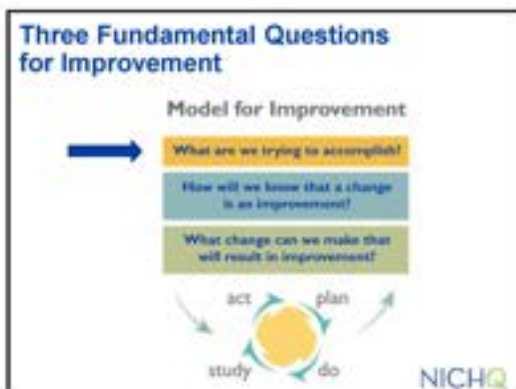 Three Fundamental Questions
for Improvement
Model for Improvement
What are we trying to accomplish?
How will we know that a change
is an improvement?
What change can we make that
will result in improvement?
act
plan
study
do
NICHQ